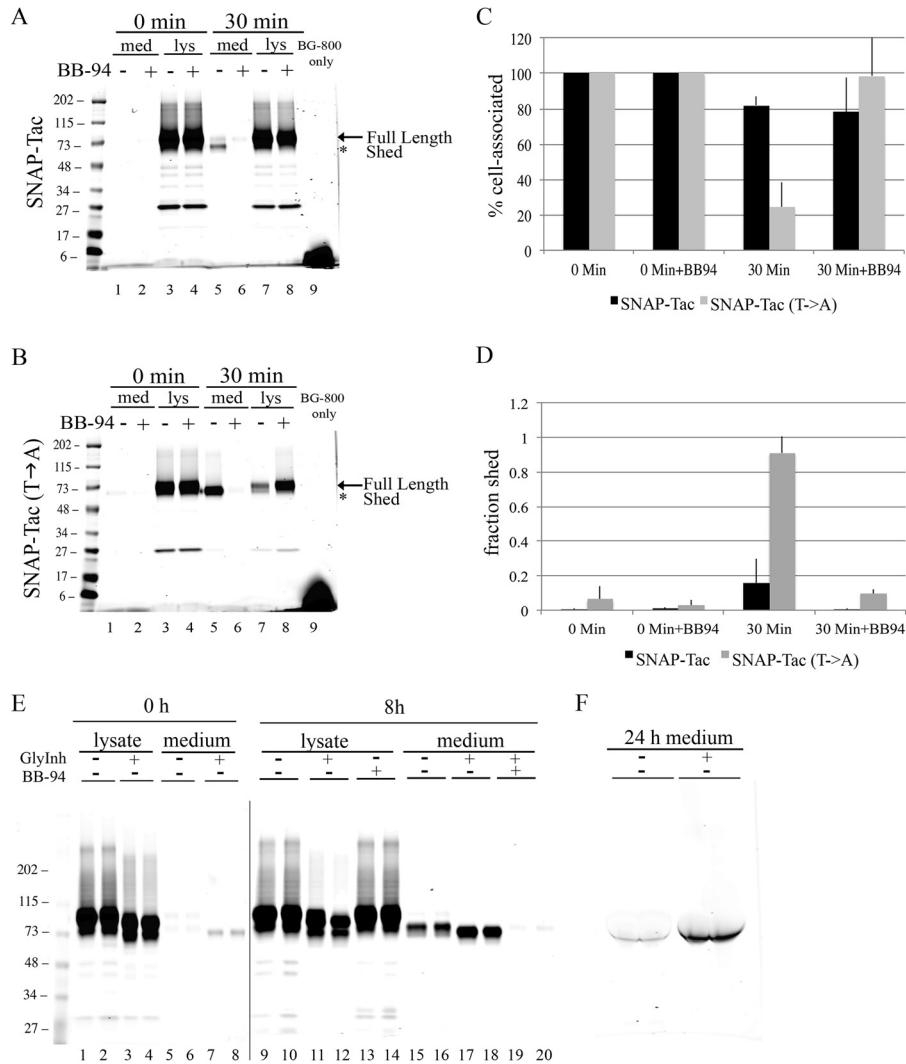 A
0 min 30 min
med lys med lys BG-800 only
BB-94 - + - + - + - +
SNAP-Tac
202
115
73
48
34
27
17
6
Full Length
* Shed
1 2 3 4 5 6 7 8 9
B
0 min 30 min
med lys med lys BG-800 only
BB-94 - + - + - + - +
SNAP-Tac (T→A)
202
115
73
48
34
27
17
6
Full Length
* Shed
1 2 3 4 5 6 7 8 9
C
% cell-associated
120
100
80
60
40
20
0
0 Min 0 Min+BB94 30 Min 30 Min+BB94
SNAP-Tac SNAP-Tac (T->A)
D
fraction shed
1.2
1
0.8
0.6
0.4
0.2
0
0 Min 0 Min+BB94 30 Min 30 Min+BB94
SNAP-Tac SNAP-Tac (T->A)
E
0 h 8h
lysate medium lysate medium
GlyInh - + - + - + - - + +
BB-94 - - - - - - + - - +
202
115
73
48
34
27
1 2 3 4 5 6 7 8 9 10 11 12 13 14 15 16 17 18 19 20
F
24 h medium
- +
- -